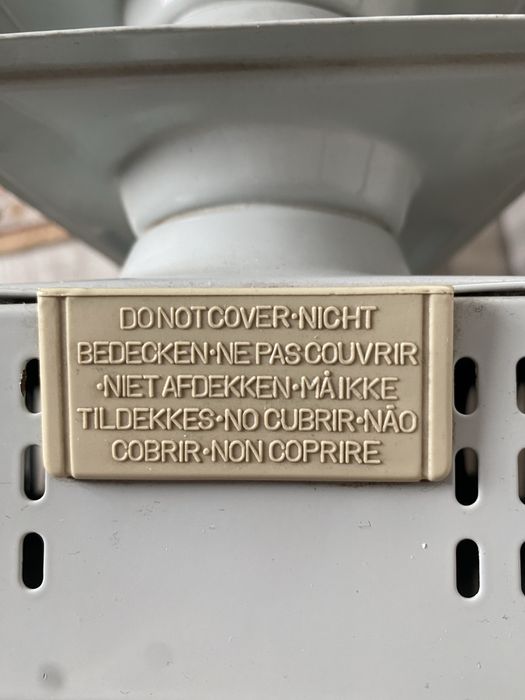 DO NOT COVER·NICHT
BEDECKEN·NE PAS COUVRIR
·NIET AFDEKKEN·MÅ IKKE
TILDEKKES·NO CUBRIR·NÃO
COBRIR·NON COPRIRE